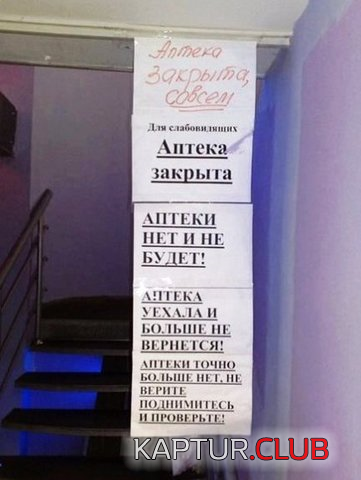 Аптека
закрыта,
совсем
Для слабовидящих
Аптека
закрыта
АПТЕКИ
НЕТ И НЕ
БУДЕТ!
АПТЕКА
УЕХАЛА И
БОЛЬШЕ НЕ
ВЕРНЕТСЯ!
АПТЕКИ ТОЧНО
БОЛЬШЕ НЕТ, НЕ
ВЕРИТЕ
ПОДНИМИТЕСЬ
И ПРОВЕРЬТЕ!
KAPTUR.CLUB